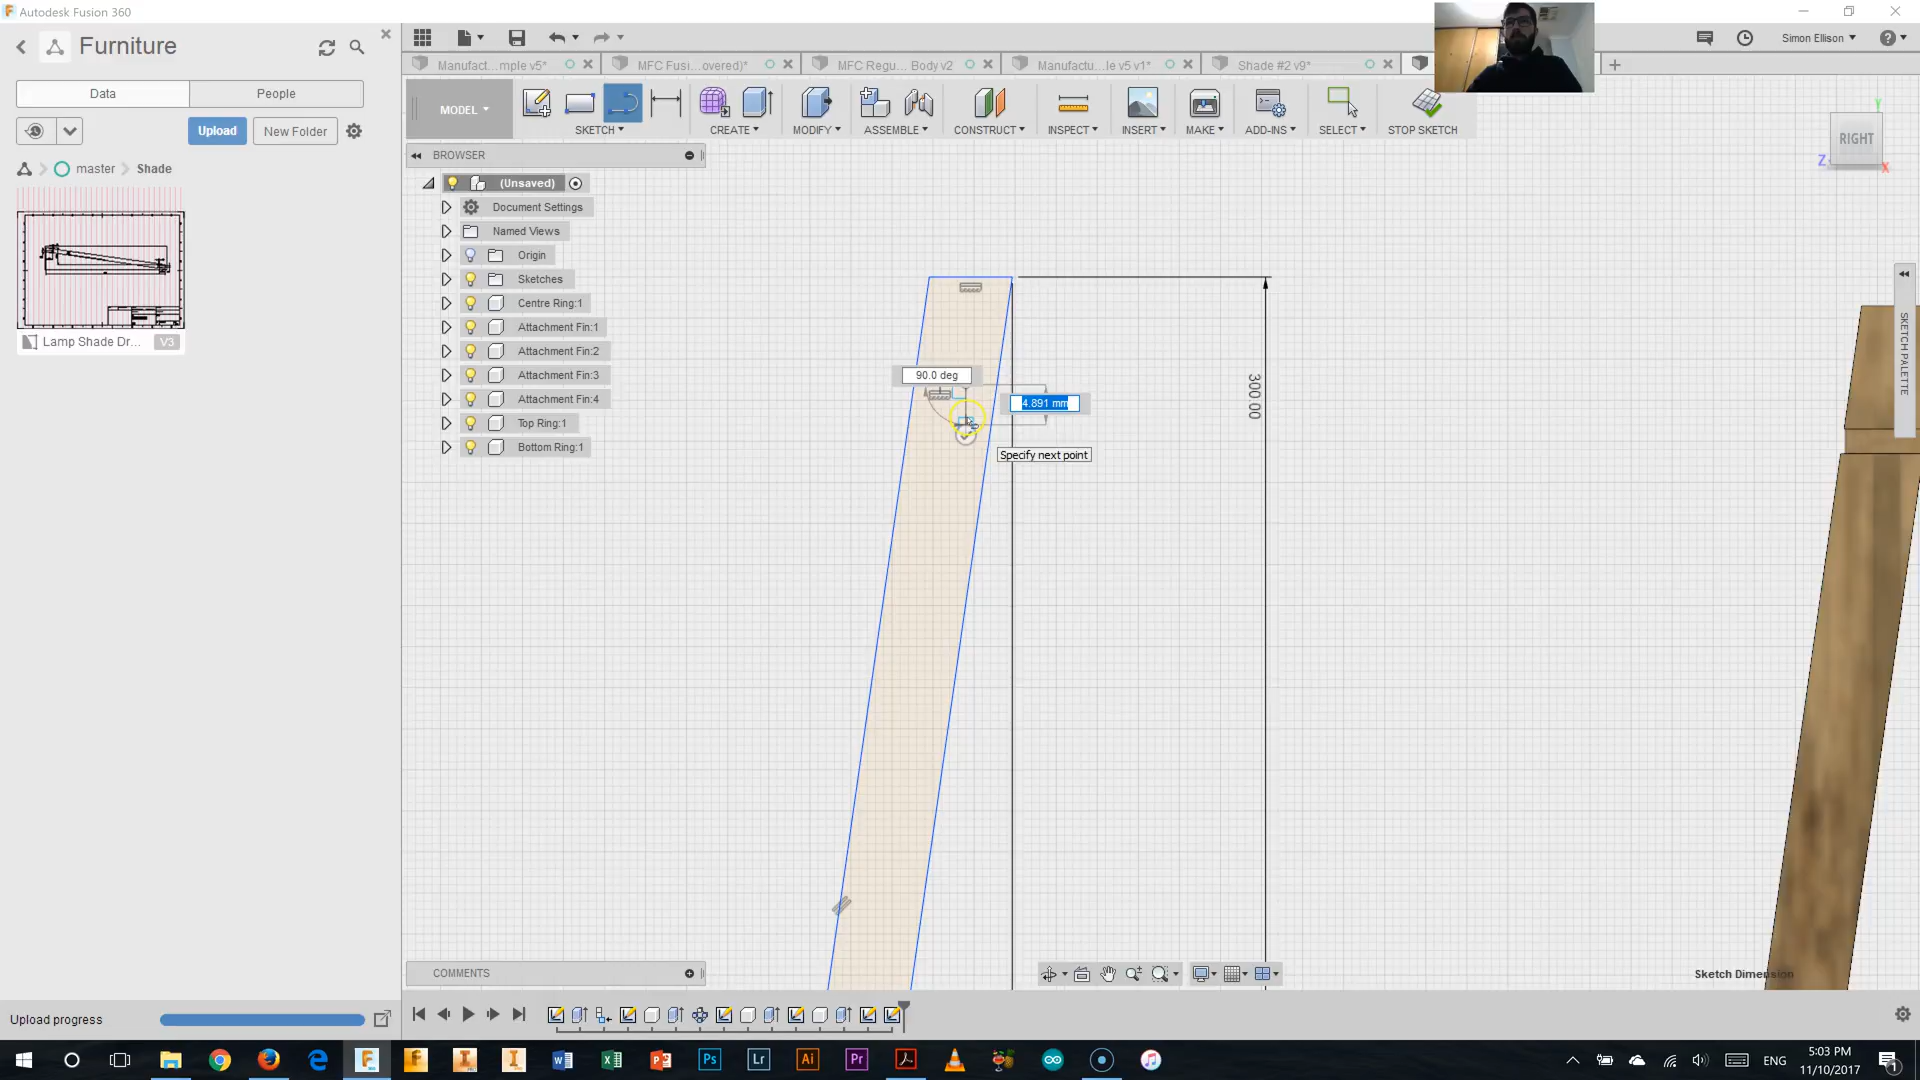 Autodesk Fusion 360
Furniture
Data
People
Upload
New Folder
master
Shade
Lamp Shade Dr...
V3
Upload progress
Manufact...mple v5*
MFC Fusi...overed)*
MFC Regu... Body v2
Manufactu...le v5 v1*
Shade #2 v9*
Simon Ellison
MODEL
SKETCH
CREATE
MODIFY
ASSEMBLE
CONSTRUCT
INSPECT
INSERT
MAKE
ADD-INS
SELECT
STOP SKETCH
BROWSER
(Unsaved)
Document Settings
Named Views
Origin
Sketches
Centre Ring:1
Attachment Fin:1
Attachment Fin:2
Attachment Fin:3
Attachment Fin:4
Top Ring:1
Bottom Ring:1
RIGHT
Y
Z
X
SKETCH PALETTE
90.0 deg
4.891 mm
Specify next point
300.00
Sketch Dimension
COMMENTS
ENG
5:03 PM
11/10/2017